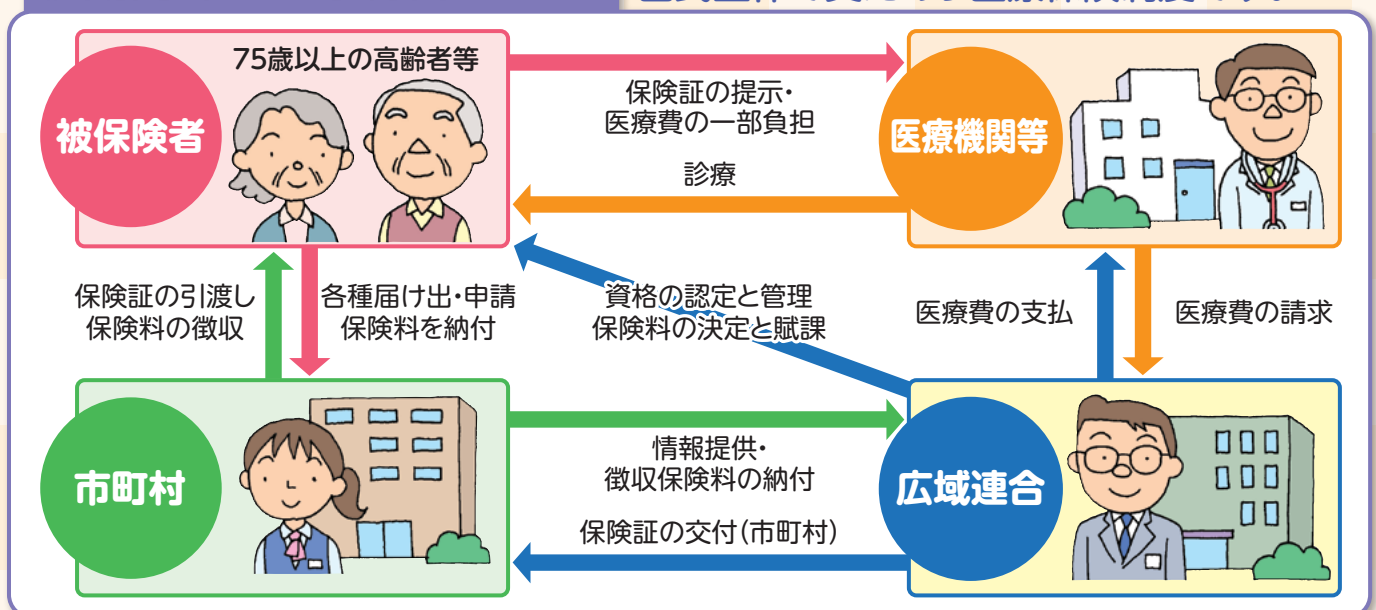 75歳以上の高齢者等
被保険者
保険証の提示・
医療費の一部負担
診療
医療機関等
保険証の引渡し
保険料の徴収
各種届け出・申請
保険料を納付
資格の認定と管理
保険料の決定と賦課
医療費の支払
医療費の請求
市町村
情報提供・
徴収保険料の納付
保険証の交付(市町村)
広域連合